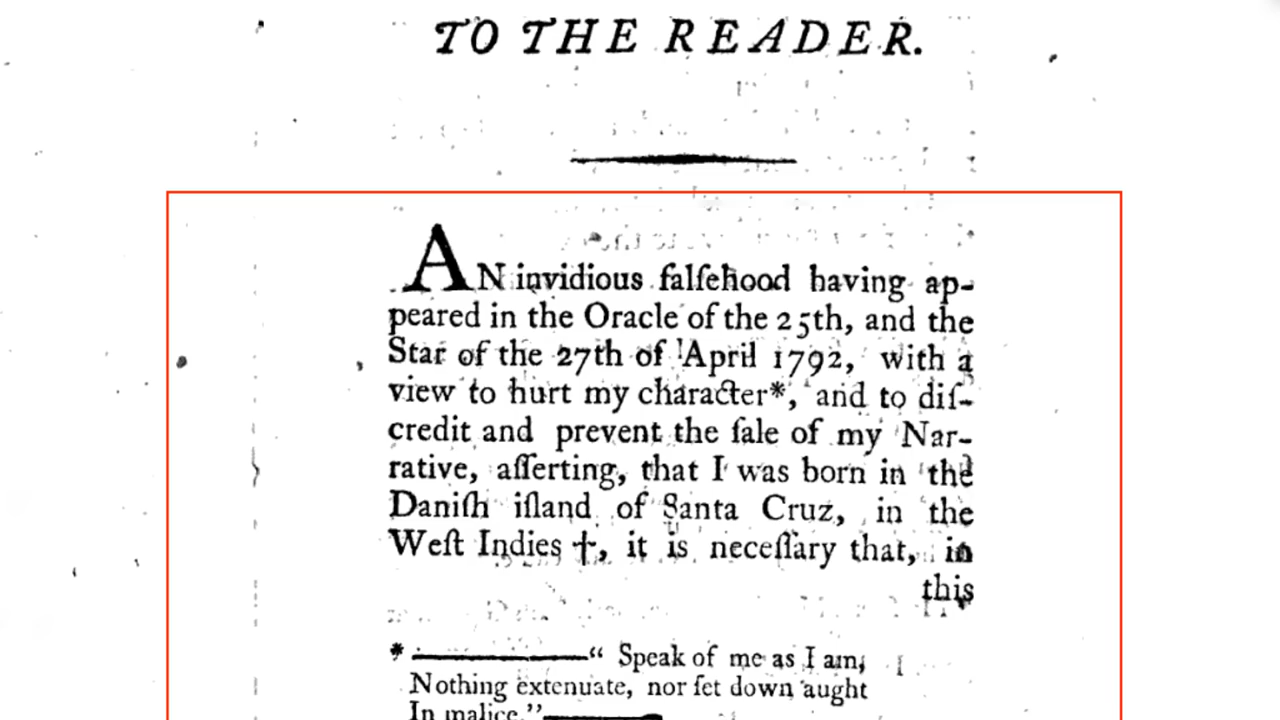 TO THE READER.
AN invidious falſehood having ap-
peared in the Oracle of the 25th, and the
Star of the 27th of April 1792, with a
view to hurt my character*, and to diſ-
credit and prevent the ſale of my Nar-
rative, aſſerting, that I was born in the
Daniſh iſland of Santa Cruz, in the
Weſt Indies †, it is neceſſary that, in
this
* ——— “ Speak of me as I am,
Nothing extenuate, nor ſet down aught
In malice.” ———